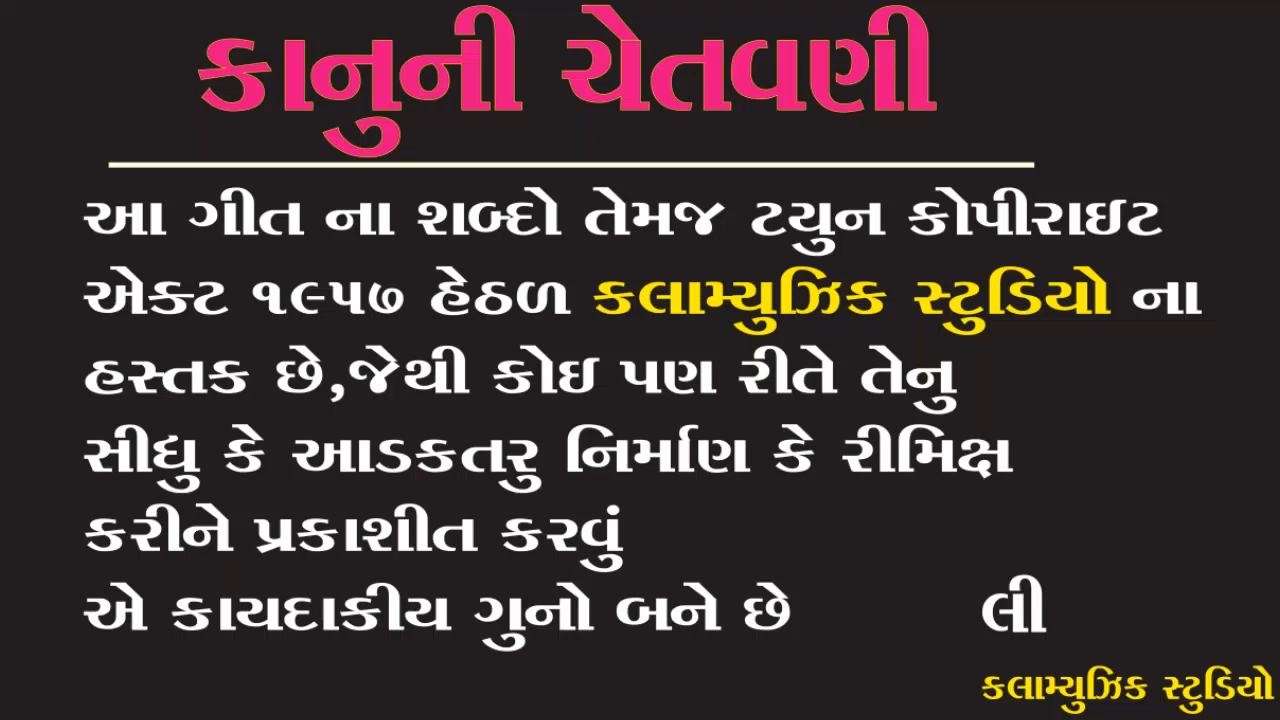 કાનુની ચેતવણી
આ ગીત ના શબ્દો તેમજ ટયુન કોપીરાઇટ
એક્ટ ૧૯૫૭ હેઠળ કલામ્યુઝિક સ્ટુડિયો ના
હસ્તક છે,જેથી કોઇ પણ રીતે તેનુ
સીધુ કે આડકતરુ નિર્માણ કે રીમિક્ષ
કરીને પ્રકાશીત કરવું
એ કાયદાકીય ગુનો બને છે લી
કલામ્યુઝિક સ્ટુડિયો